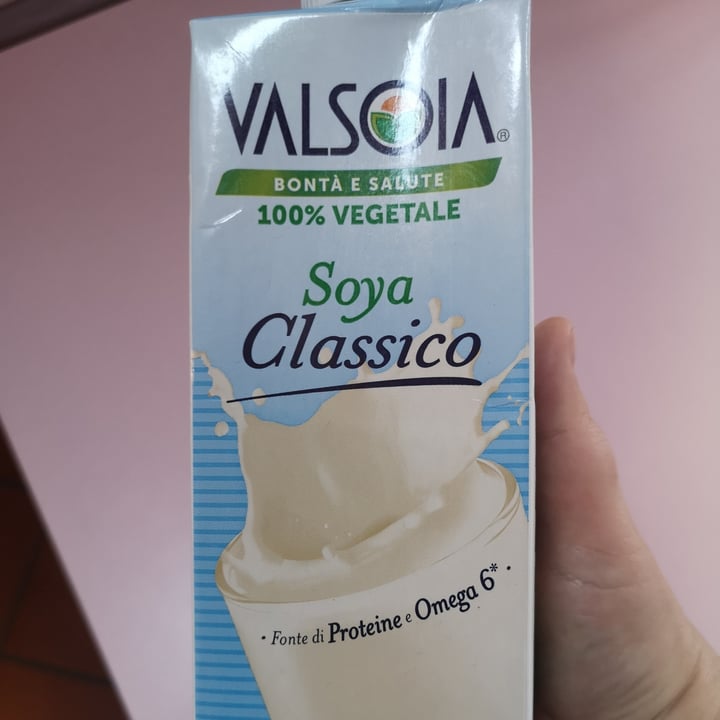 VALSOIA®
BONTÀ E SALUTE
100% VEGETALE
Soya
Classico
• Fonte di Proteine e Omega 6* •